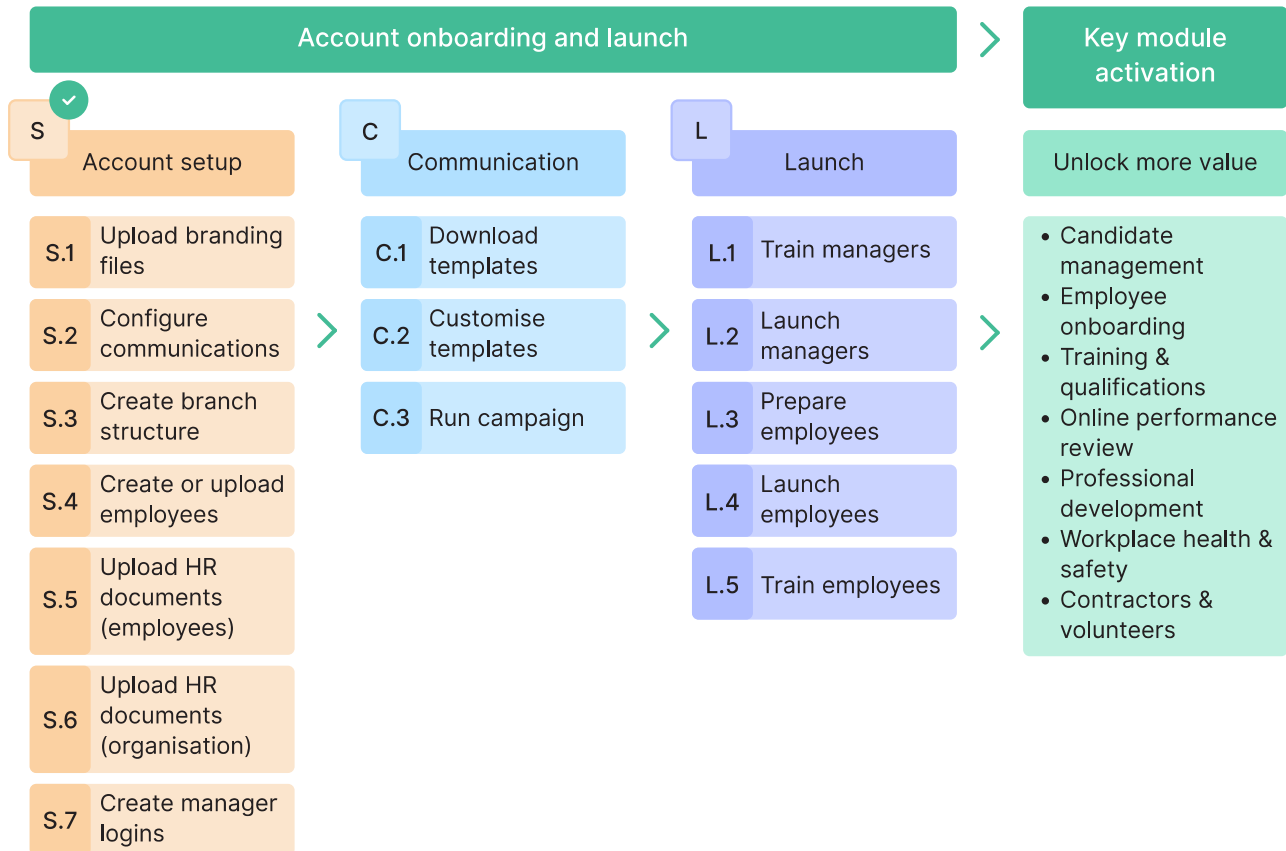 Account onboarding and launch
Key module
activation
S
Account setup
S.1
Upload branding
files
S.2
Configure
communications
S.3
Create branch
structure
S.4
Create or upload
employees
S.5
Upload HR
documents
(employees)
S.6
Upload HR
documents
(organisation)
S.7
Create manager
logins
C
Communication
C.1
Download
templates
C.2
Customise
templates
C.3
Run campaign
L
Launch
L.1
Train managers
L.2
Launch
managers
L.3
Prepare
employees
L.4
Launch
employees
L.5
Train employees
Unlock more value
• Candidate
management
• Employee
onboarding
• Training &
qualifications
• Online performance
review
• Professional
development
• Workplace health &
safety
• Contractors &
volunteers